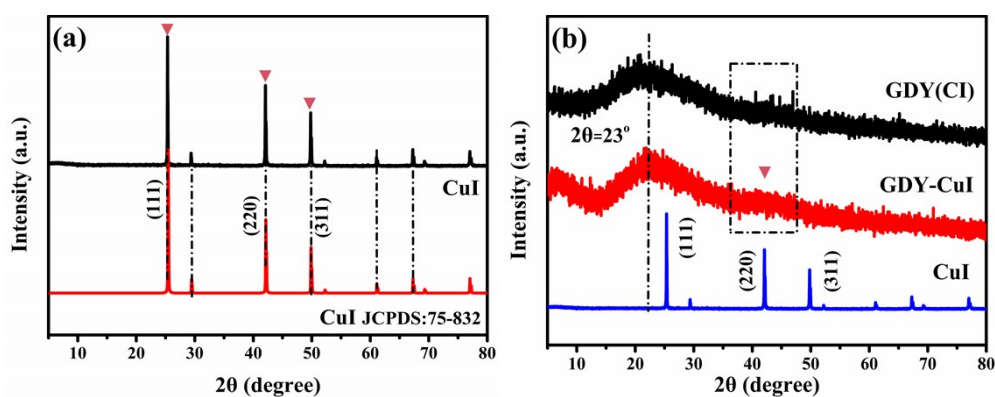 (a)
CuI
(111)
(220)
(311)
CuI JCPDS:75-832
Intensity (a.u.)
10 20 30 40 50 60 70 80
2θ (degree)
(b)
GDY(CI)
2θ=23°
GDY-CuI
(111)
(220)
(311)
CuI
Intensity (a.u.)
10 20 30 40 50 60 70 80
2θ (degree)